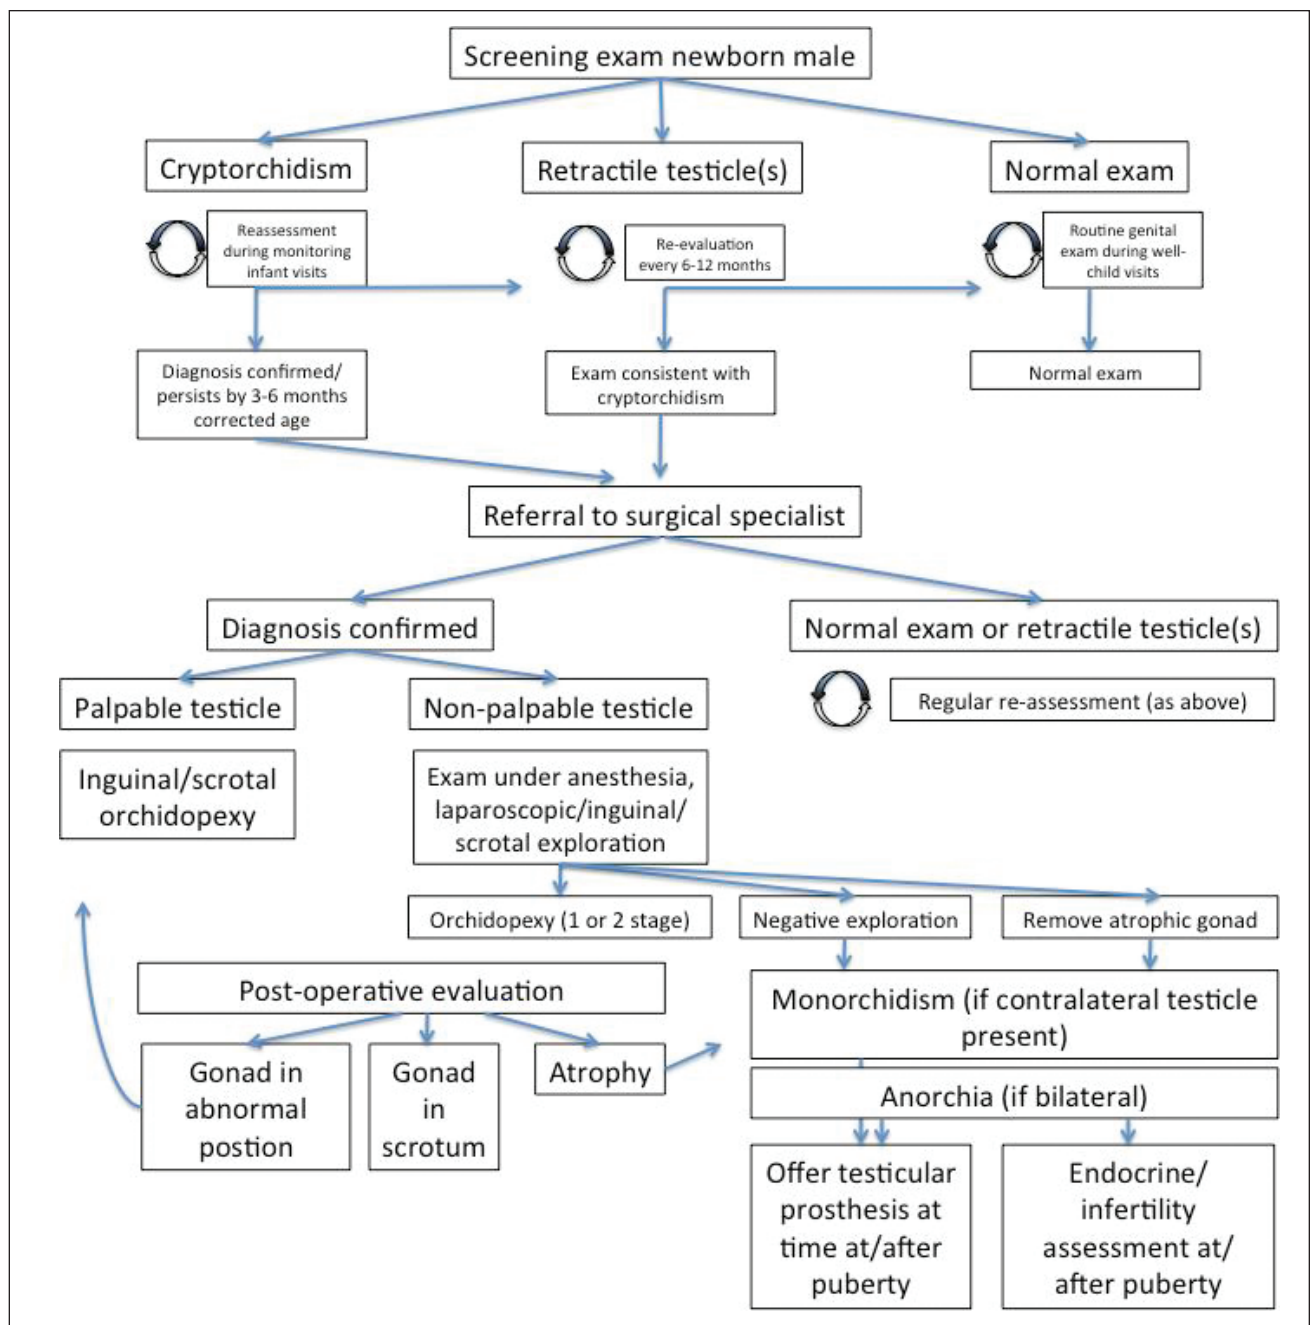 Screening exam newborn male
Cryptorchidism
Retractile testicle(s)
Normal exam
Reassessment
during monitoring
infant visits
Re-evaluation
every 6-12 months
Routine genital
exam during well-
child visits
Diagnosis confirmed/
persists by 3-6 months
corrected age
Exam consistent with
cryptorchidism
Normal exam
Referral to surgical specialist
Diagnosis confirmed
Normal exam or retractile testicle(s)
Palpable testicle
Non-palpable testicle
Regular re-assessment (as above)
Inguinal/scrotal
orchidopexy
Exam under anesthesia,
laparoscopic/inguinal/
scrotal exploration
Orchidopexy (1 or 2 stage)
Negative exploration
Remove atrophic gonad
Post-operative evaluation
Monorchidism (if contralateral testicle
present)
Gonad in
abnormal
postion
Gonad
in
scrotum
Atrophy
Anorchia (if bilateral)
Offer testicular
prosthesis at
time at/after
puberty
Endocrine/
infertility
assessment at/
after puberty